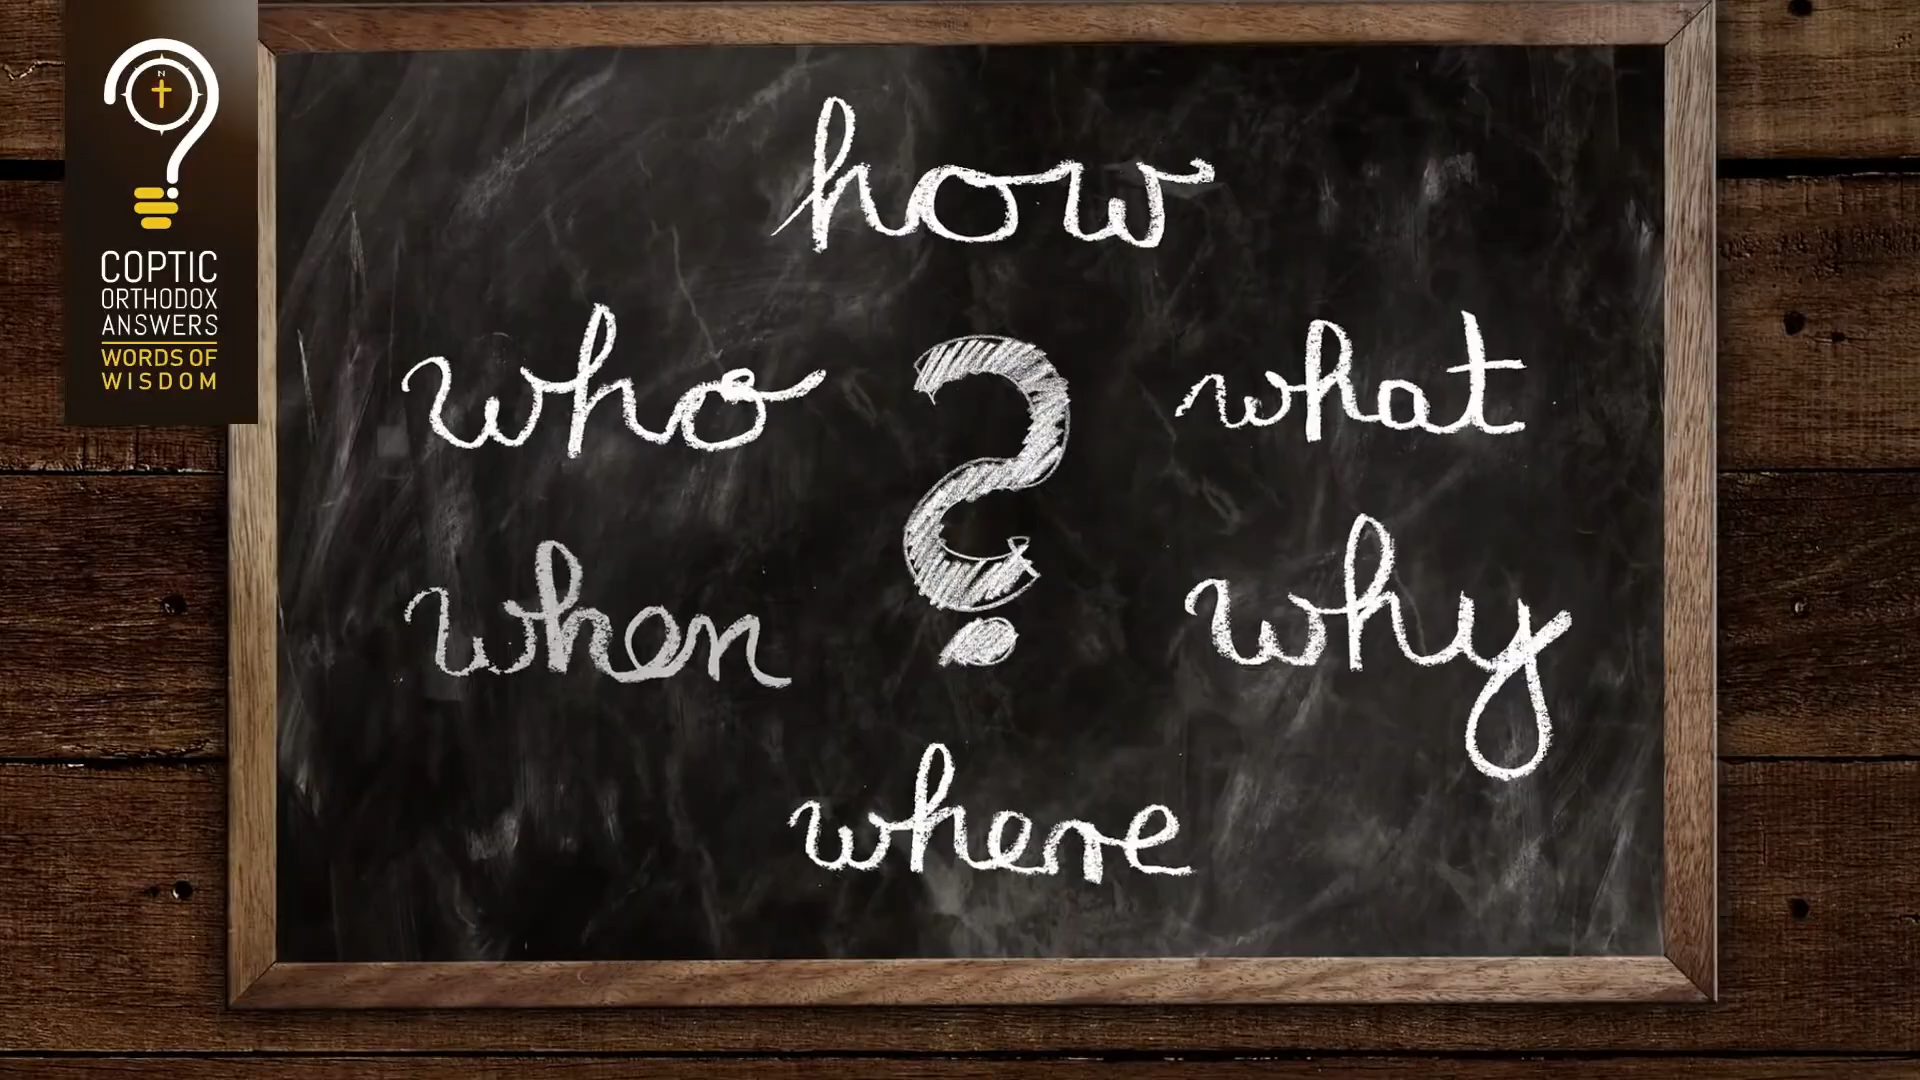 N
COPTIC
ORTHODOX
ANSWERS
WORDS OF
WISDOM
how
who ? what
when why
where